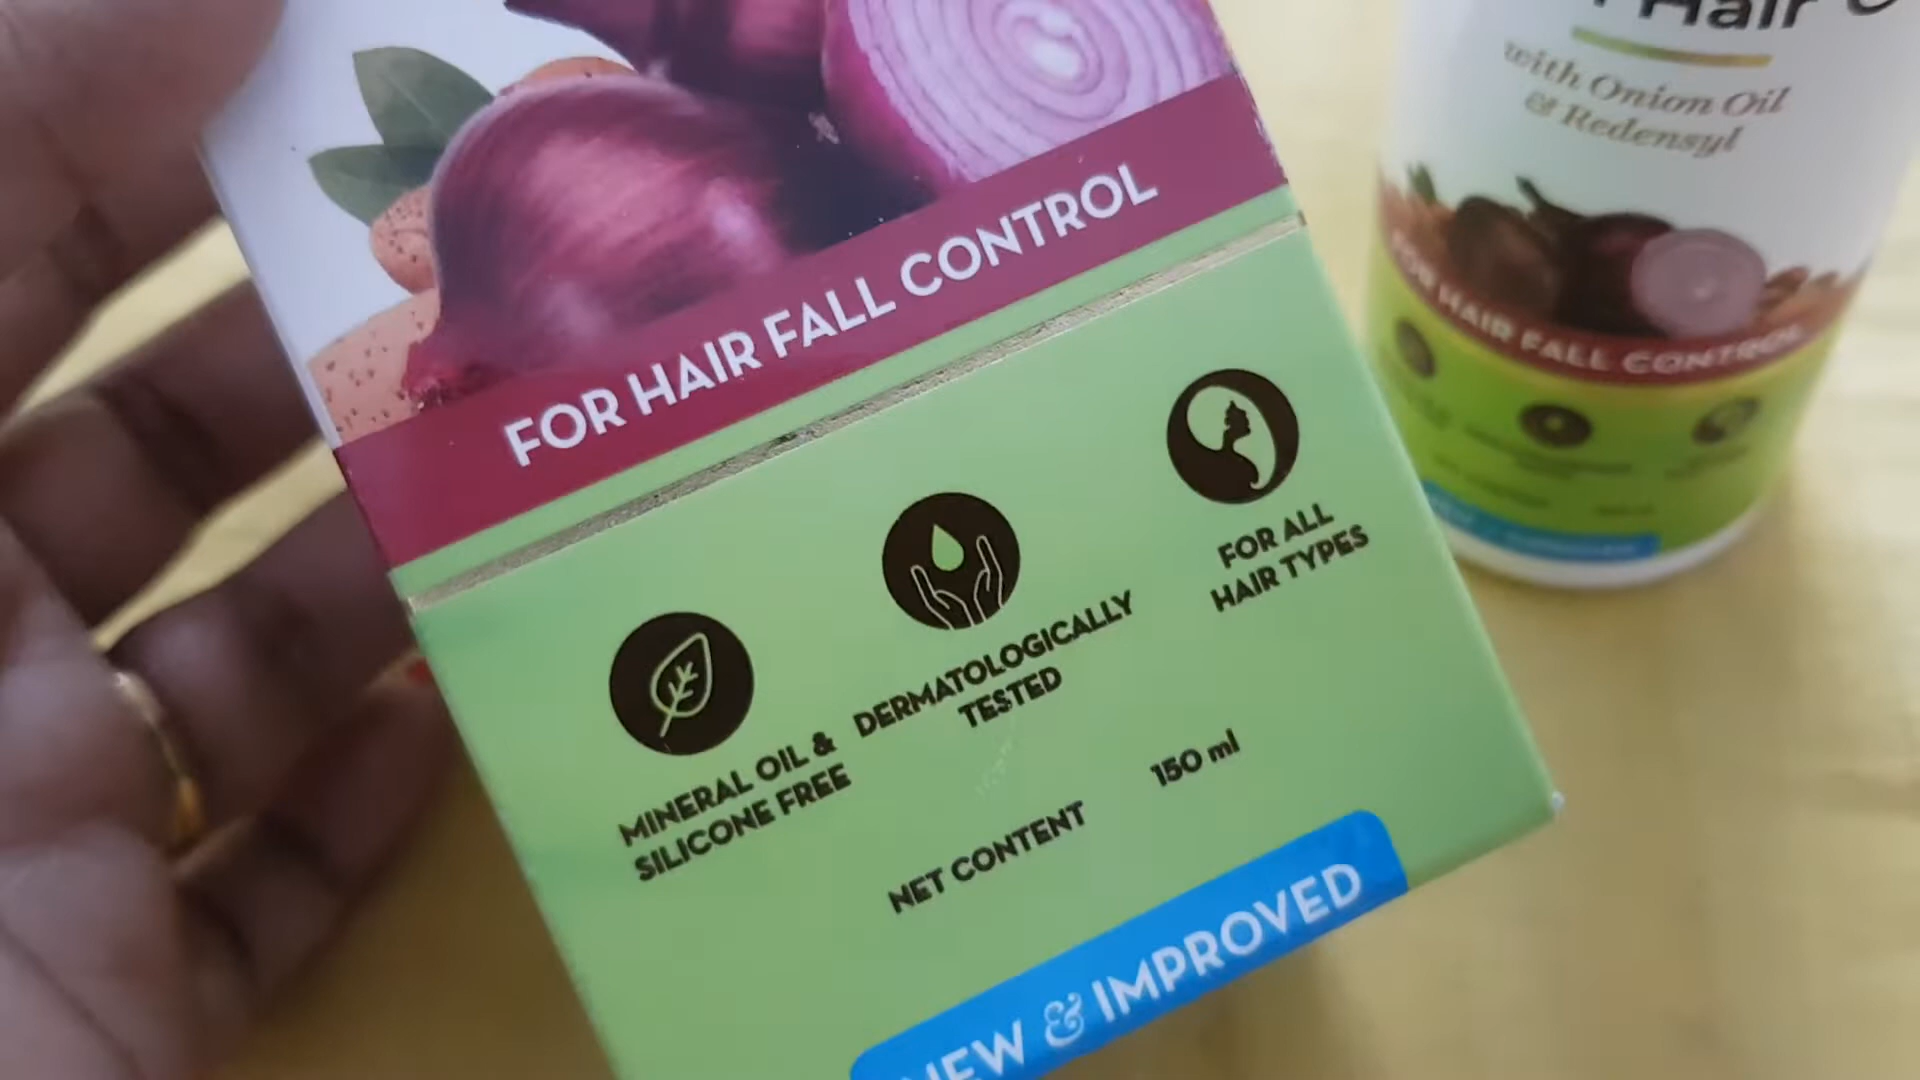 FOR HAIR FALL CONTROL
MINERAL OIL &
SILICONE FREE
DERMATOLOGICALLY
TESTED
FOR ALL
HAIR TYPES
NET CONTENT 150 ml
NEW & IMPROVED
Hair
with Onion Oil
& Redensyl
FOR HAIR FALL CONTROL